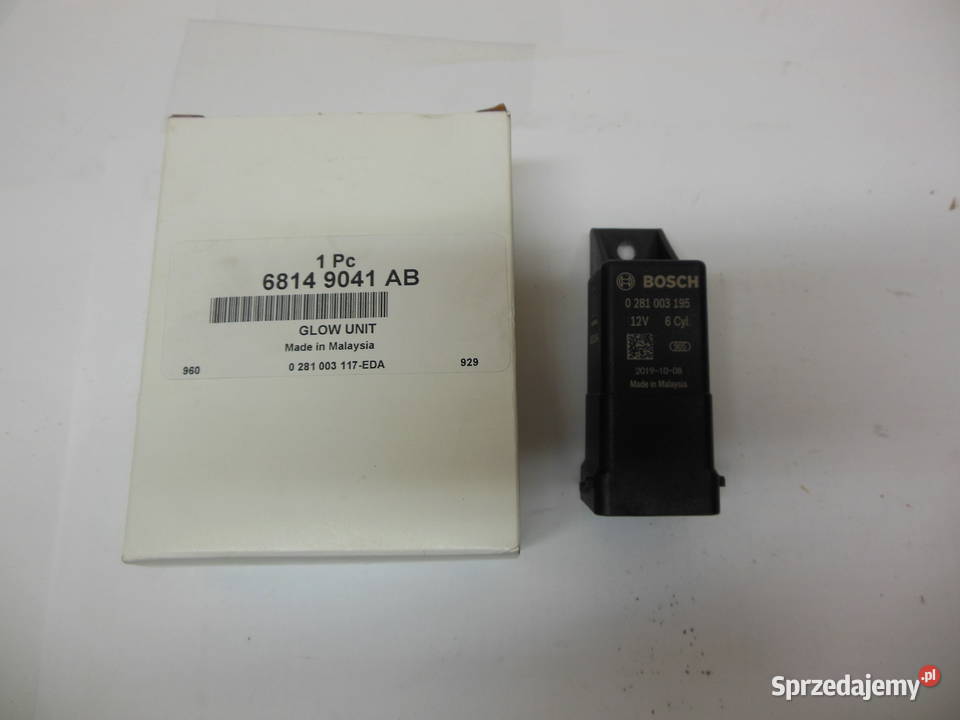 1 Pc
6814 9041 AB
GLOW UNIT
Made in Malaysia
960 0 281 003 117-EDA 929
BOSCH
0 281 003 195
12V 6 Cyl.
965
2019-10-08
Made in Malaysia
Sprzedajemy.pl